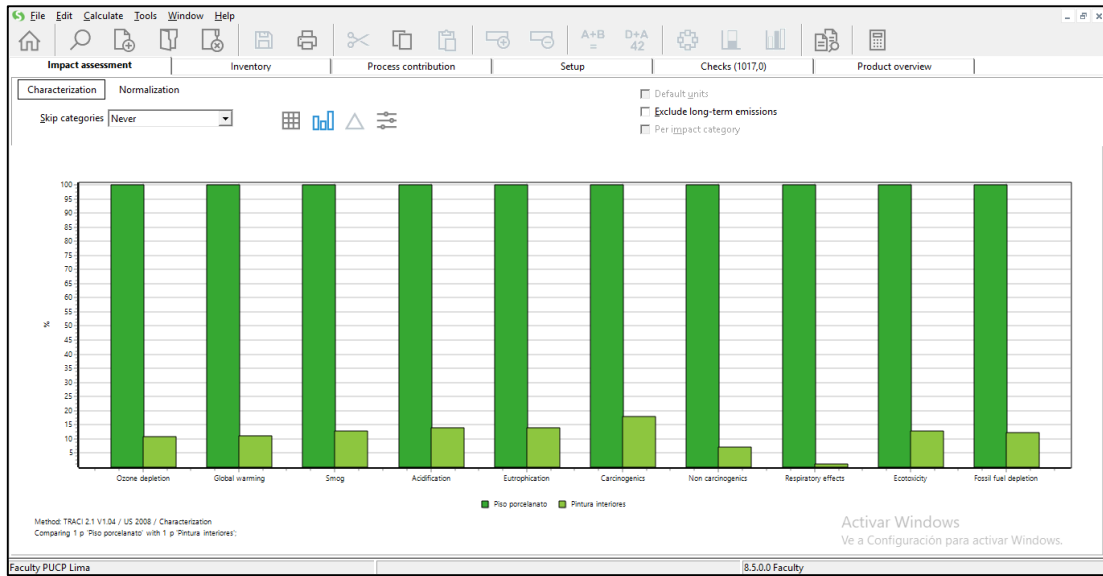 File Edit Calculate Tools Window Help
A+B
=
D+A
42
Impact assessment Inventory Process contribution Setup Checks (1017,0) Product overview
Characterization Normalization
Default units
Skip categories Never
Exclude long-term emissions
Per impact category
100
95
90
85
80
75
70
65
60
55
%
50
45
40
35
30
25
20
15
10
5
Ozone depletion Global warming Smog Acidification Eutrophication Carcinogenics Non carcinogenics Respiratory effects Ecotoxicity Fossil fuel depletion
Piso porcelanato Pintura interiores
Method: TRACI 2.1 V1.04 / US 2008 / Characterization
Comparing 1 p 'Piso porcelanato' with 1 p 'Pintura interiores';
Activar Windows
Ve a Configuración para activar Windows.
Faculty PUCP Lima 8.5.0.0 Faculty